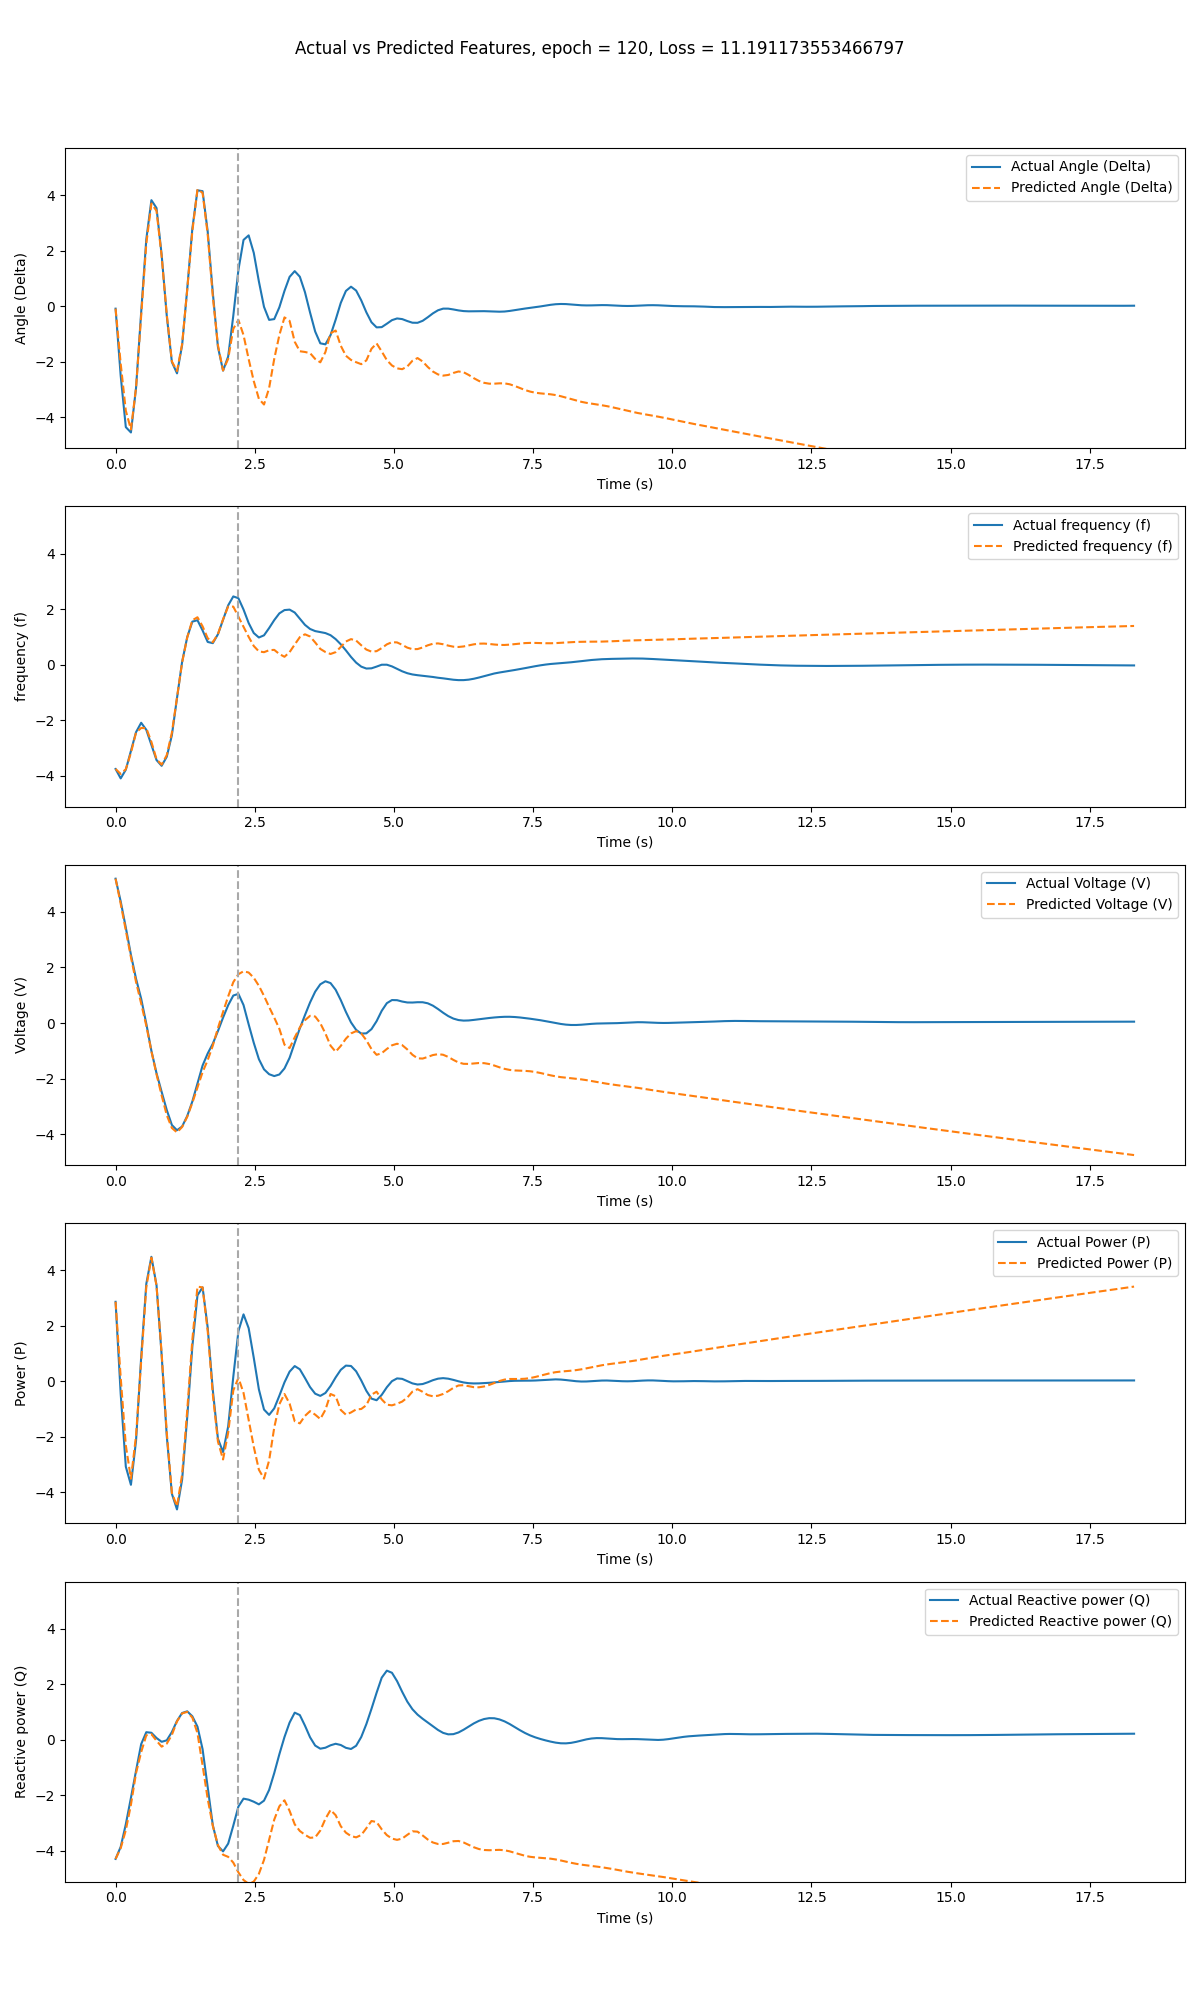 Actual vs Predicted Features, epoch = 120, Loss = 11.191173553466797
Actual Angle (Delta)
Predicted Angle (Delta)
Angle (Delta)
4
2
0
−2
−4
0.0 2.5 5.0 7.5 10.0 12.5 15.0 17.5
Time (s)
Actual frequency (f)
Predicted frequency (f)
frequency (f)
4
2
0
−2
−4
0.0 2.5 5.0 7.5 10.0 12.5 15.0 17.5
Time (s)
Actual Voltage (V)
Predicted Voltage (V)
Voltage (V)
4
2
0
−2
−4
0.0 2.5 5.0 7.5 10.0 12.5 15.0 17.5
Time (s)
Actual Power (P)
Predicted Power (P)
Power (P)
4
2
0
−2
−4
0.0 2.5 5.0 7.5 10.0 12.5 15.0 17.5
Time (s)
Actual Reactive power (Q)
Predicted Reactive power (Q)
Reactive power (Q)
4
2
0
−2
−4
0.0 2.5 5.0 7.5 10.0 12.5 15.0 17.5
Time (s)